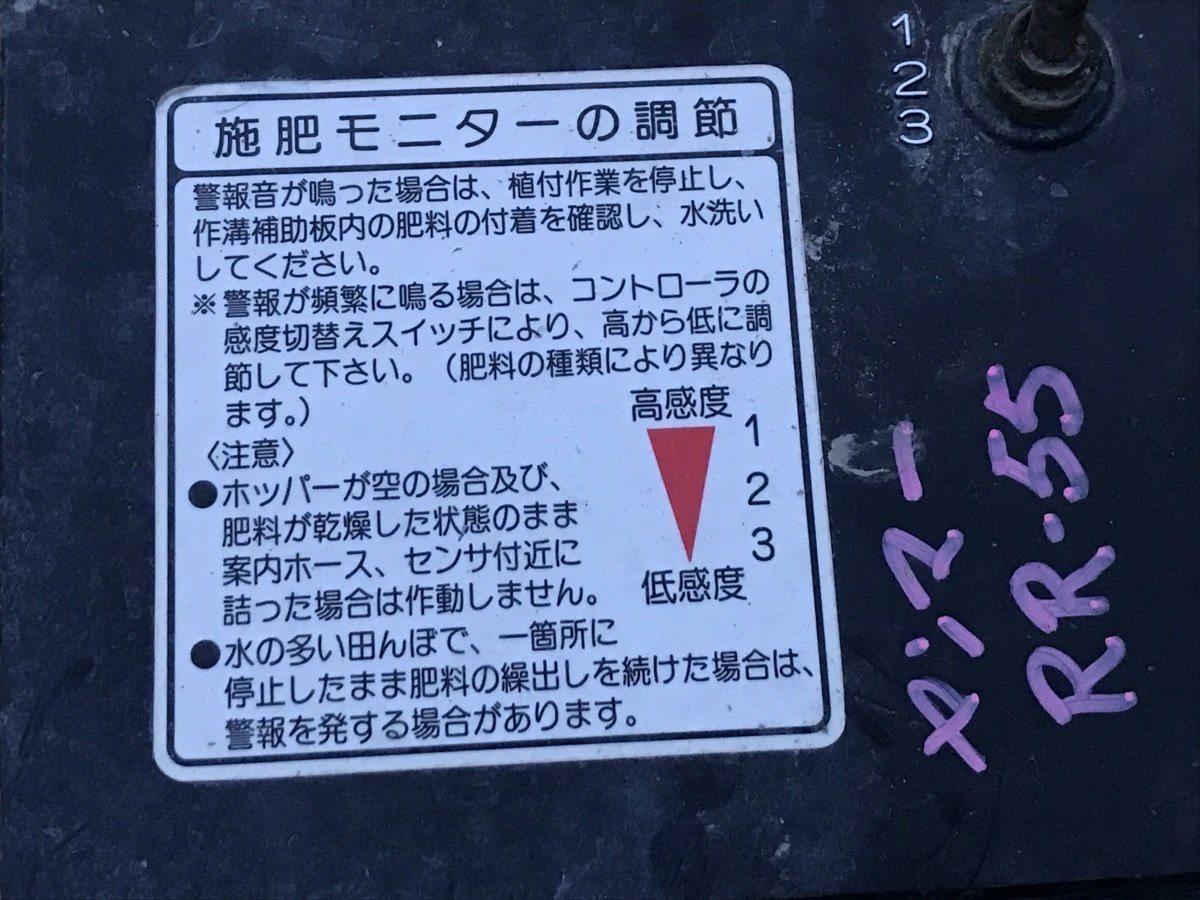 施肥モニターの調節
警報音が鳴った場合は、植付作業を停止し、
作溝補助板内の肥料の付着を確認し、水洗い
してください。
※警報が頻繁に鳴る場合は、コントローラの
感度切替えスイッチにより、高から低に調
節して下さい。（肥料の種類により異なり
ます。）
高感度
1
2
3
低感度
〈注意〉
●ホッパーが空の場合及び、
肥料が乾燥した状態のまま
案内ホース、センサ付近に
詰った場合は作動しません。
●水の多い田んぼで、一箇所に
停止したまま肥料の繰出しを続けた場合は、
警報を発する場合があります。
1
2
3
RR-55